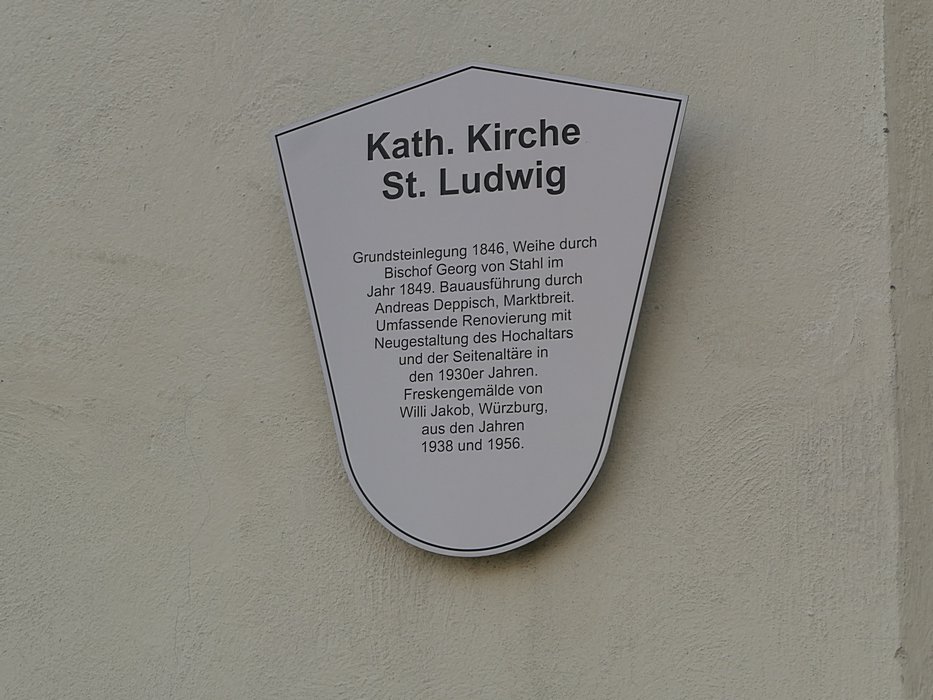 Kath. Kirche
St. Ludwig
Grundsteinlegung 1846, Weihe durch
Bischof Georg von Stahl im
Jahr 1849. Bauausführung durch
Andreas Deppisch, Marktbreit.
Umfassende Renovierung mit
Neugestaltung des Hochaltars
und der Seitenaltäre in
den 1930er Jahren.
Freskengemälde von
Willi Jakob, Würzburg,
aus den Jahren
1938 und 1956.